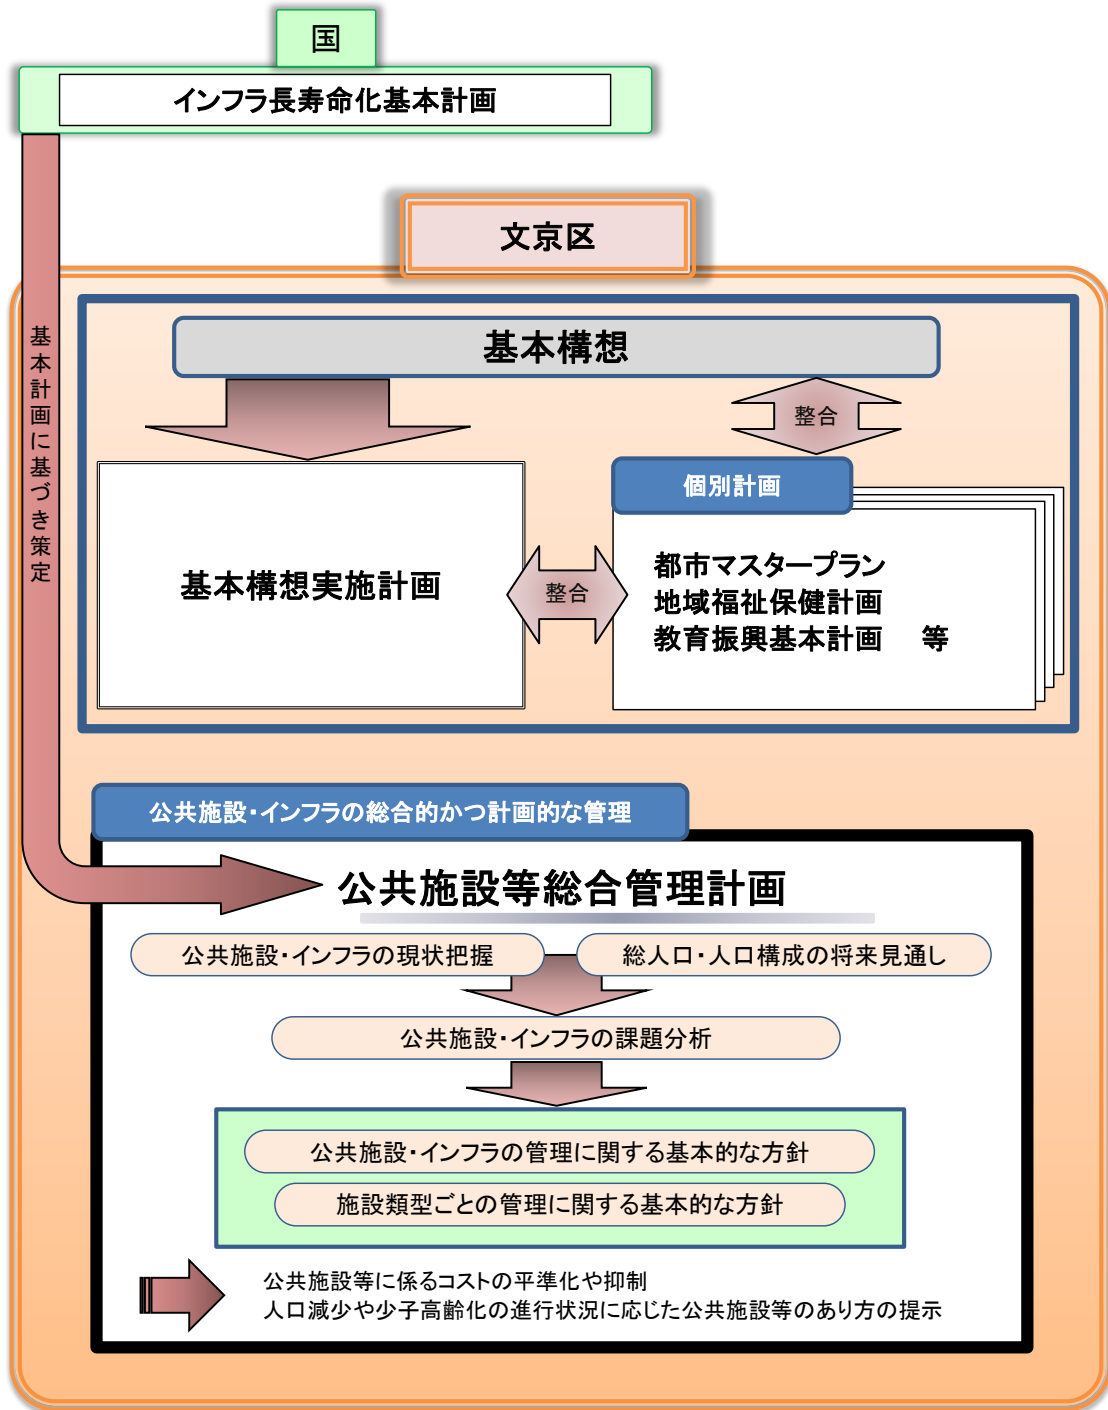 国
インフラ長寿命化基本計画
文京区
基本計画に基づき策定
基本構想
整合
個別計画
基本構想実施計画
整合
都市マスタープラン
地域福祉保健計画
教育振興基本計画　等
公共施設・インフラの総合的かつ計画的な管理
公共施設等総合管理計画
公共施設・インフラの現状把握
総人口・人口構成の将来見通し
公共施設・インフラの課題分析
公共施設・インフラの管理に関する基本的な方針
施設類型ごとの管理に関する基本的な方針
公共施設等に係るコストの平準化や抑制
人口減少や少子高齢化の進行状況に応じた公共施設等のあり方の提示